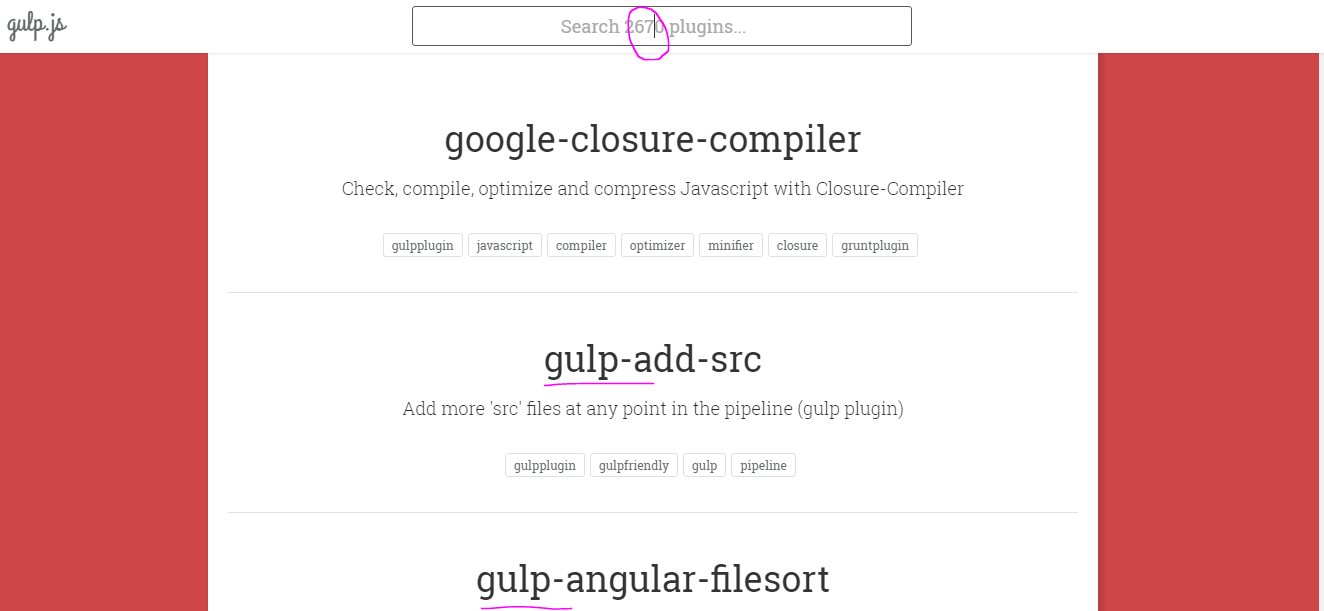 gulp.js
Search 2670 plugins...
google-closure-compiler
Check, compile, optimize and compress Javascript with Closure-Compiler
gulpplugin javascript compiler optimizer minifier closure gruntplugin
gulp-add-src
Add more 'src' files at any point in the pipeline (gulp plugin)
gulpplugin gulpfriendly gulp pipeline
gulp-angular-filesort